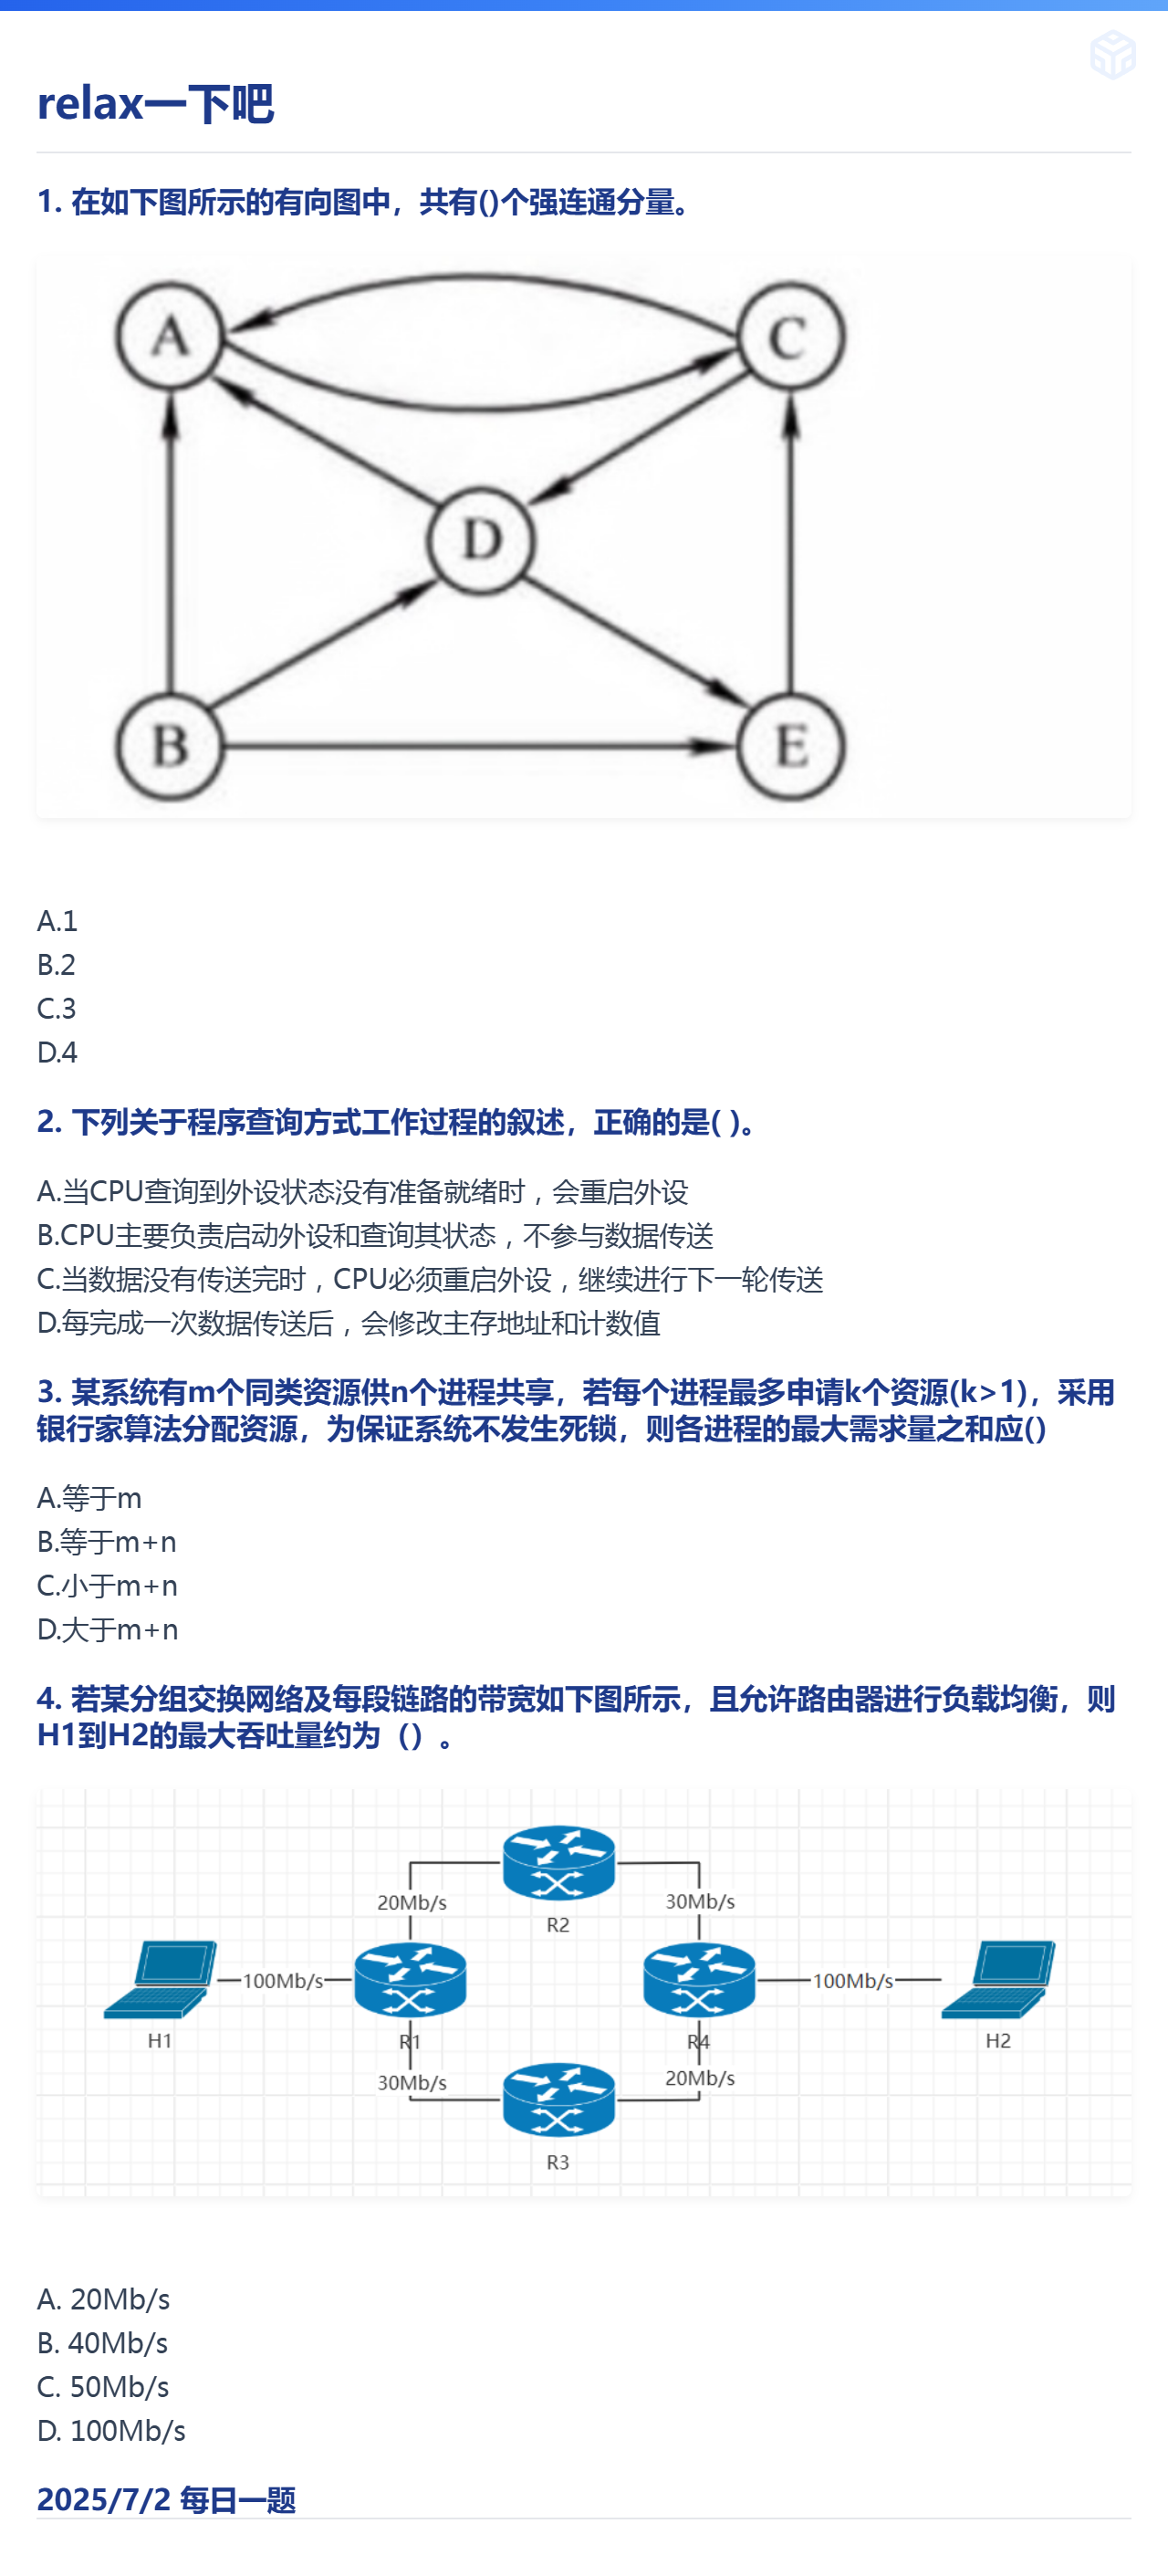 relax一下吧
1. 在如下图所示的有向图中，共有()个强连通分量。
A
C
D
B
E
A.1
B.2
C.3
D.4
2. 下列关于程序查询方式工作过程的叙述，正确的是( )。
A.当CPU查询到外设状态没有准备就绪时，会重启外设
B.CPU主要负责启动外设和查询其状态，不参与数据传送
C.当数据没有传送完时，CPU必须重启外设，继续进行下一轮传送
D.每完成一次数据传送后，会修改主存地址和计数值
3. 某系统有m个同类资源供n个进程共享，若每个进程最多申请k个资源(k>1)，采用
银行家算法分配资源，为保证系统不发生死锁，则各进程的最大需求量之和应()
A.等于m
B.等于m+n
C.小于m+n
D.大于m+n
4. 若某分组交换网络及每段链路的带宽如下图所示，且允许路由器进行负载均衡，则
H1到H2的最大吞吐量约为（）。
20Mb/s
30Mb/s
R2
100Mb/s
100Mb/s
H1
R1
R4
H2
30Mb/s
20Mb/s
R3
A. 20Mb/s
B. 40Mb/s
C. 50Mb/s
D. 100Mb/s
2025/7/2 每日一题